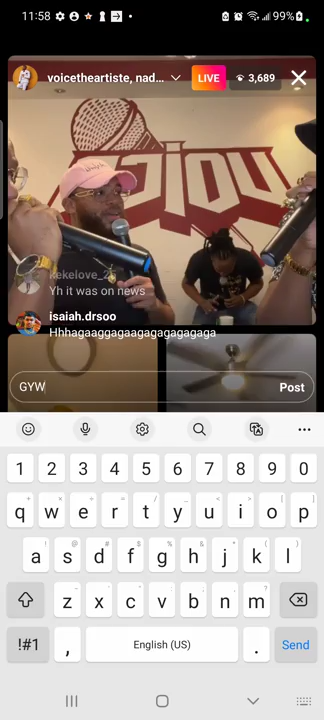 11:58
99%
voicetheartiste, nad...
LIVE
3,689
kekelove_2
Yh it was on news
isaiah.drsoo
Hhhagaaggagaagagagagagaga
GYW
Post
1 2 3 4 5 6 7 8 9 0
q w e r t y u i o p
a s d f g h j k l
z x c v b n m
!#1 , English (US) . Send